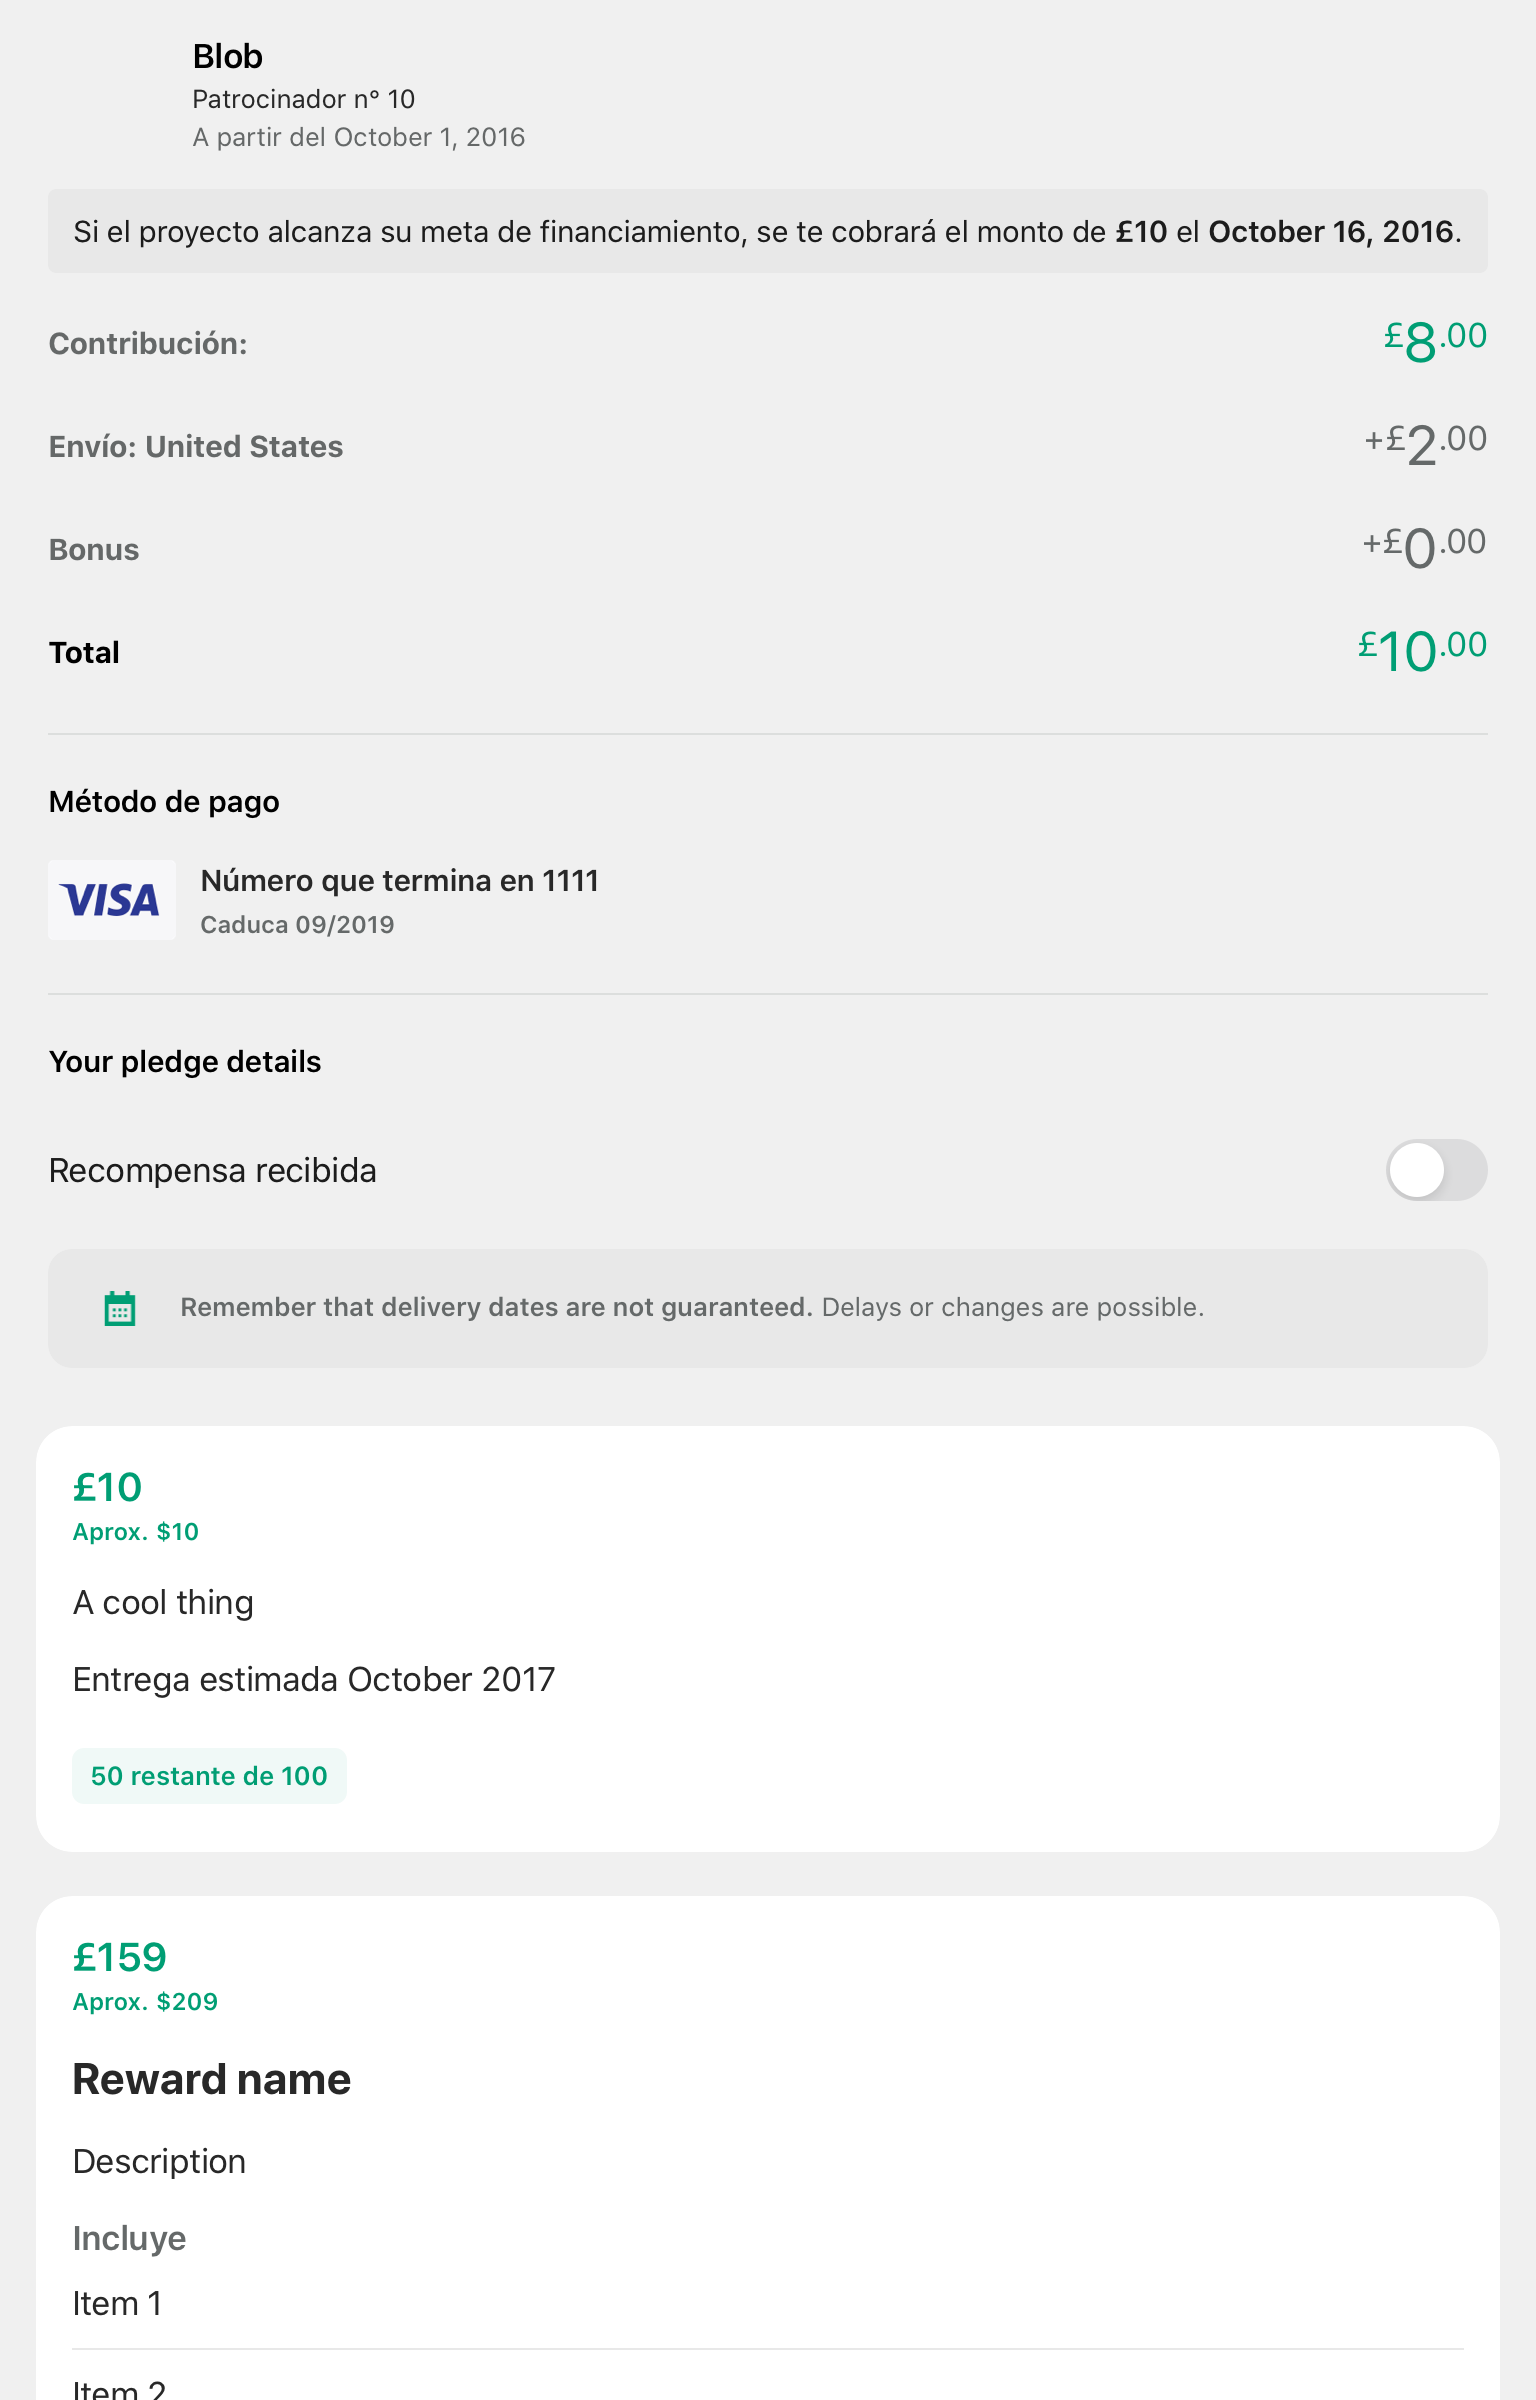 Blob
Patrocinador n° 10
A partir del October 1, 2016
Si el proyecto alcanza su meta de financiamiento, se te cobrará el monto de £10 el October 16, 2016.
Contribución:
£8.00
Envío: United States
+£2.00
Bonus
+£0.00
Total
£10.00
Método de pago
VISA
Número que termina en 1111
Caduca 09/2019
Your pledge details
Recompensa recibida
Remember that delivery dates are not guaranteed. Delays or changes are possible.
£10
Aprox. $10
A cool thing
Entrega estimada October 2017
50 restante de 100
£159
Aprox. $209
Reward name
Description
Incluye
Item 1
Item 2